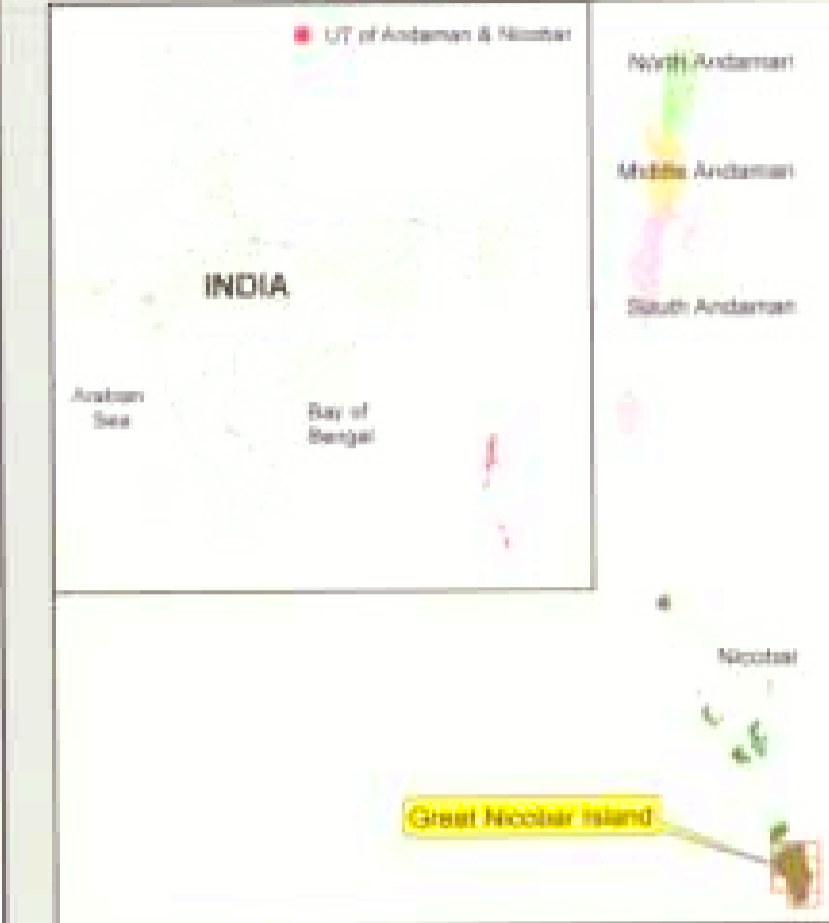 UT of Andaman & Nicobar
North Andaman
Middle Andaman
INDIA
South Andaman
Arabian
Sea
Bay of
Bengal
Nicobar
Great Nicobar Island